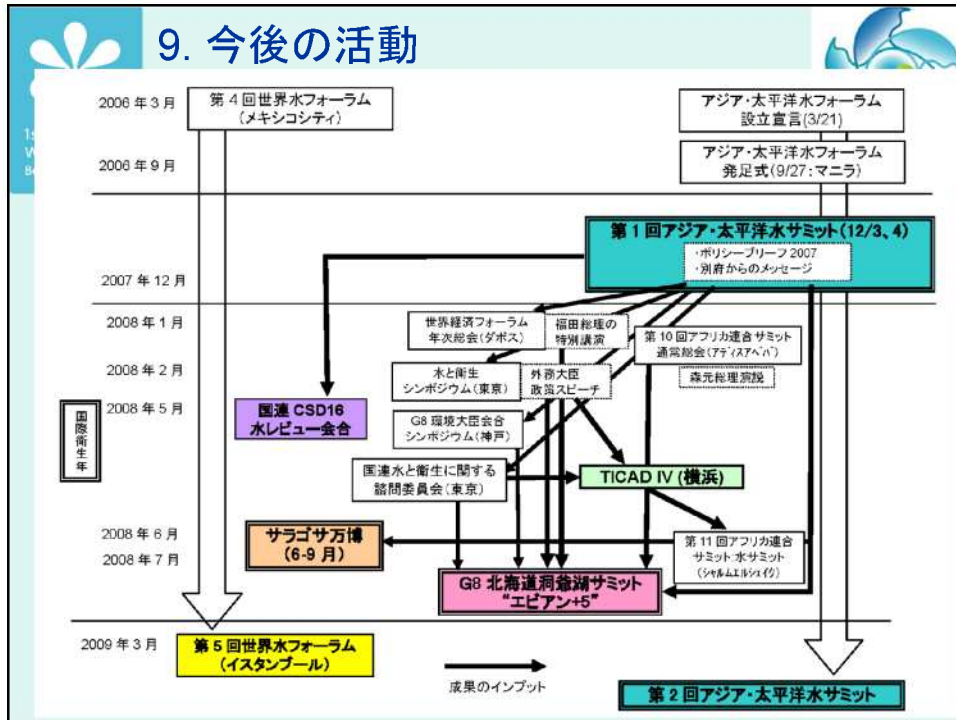 9. 今後の活動
2006 年 3 月
第 4 回世界水フォーラム
(メキシコシティ)
アジア・太平洋水フォーラム
設立宣言(3/21)
2006 年 9 月
アジア・太平洋水フォーラム
発足式(9/27:マニラ)
第 1 回アジア・太平洋水サミット(12/3、4)
・ポリシーブリーフ 2007
・別府からのメッセージ
2007 年 12 月
2008 年 1 月
世界経済フォーラム
年次総会(ダボス)
福田総理の
特別講演
第 10 回アフリカ連合サミット
通常総会(アディスアベバ)
2008 年 2 月
水と衛生
シンポジウム(東京)
外務大臣
政策スピーチ
森元総理演説
国際衛生年
2008 年 5 月
国連 CSD16
水レビュー会合
G8 環境大臣会合
シンポジウム(神戸)
国連水と衛生に関する
諮問委員会(東京)
TICAD IV (横浜)
2008 年 6 月
サラゴサ万博
(6-9 月)
2008 年 7 月
第 11 回アフリカ連合
サミット:水サミット
(シャルムエルシェイク)
G8 北海道洞爺湖サミット
“エビアン+5”
2009 年 3 月
第 5 回世界水フォーラム
(イスタンブール)
成果のインプット
第 2 回アジア・太平洋水サミット